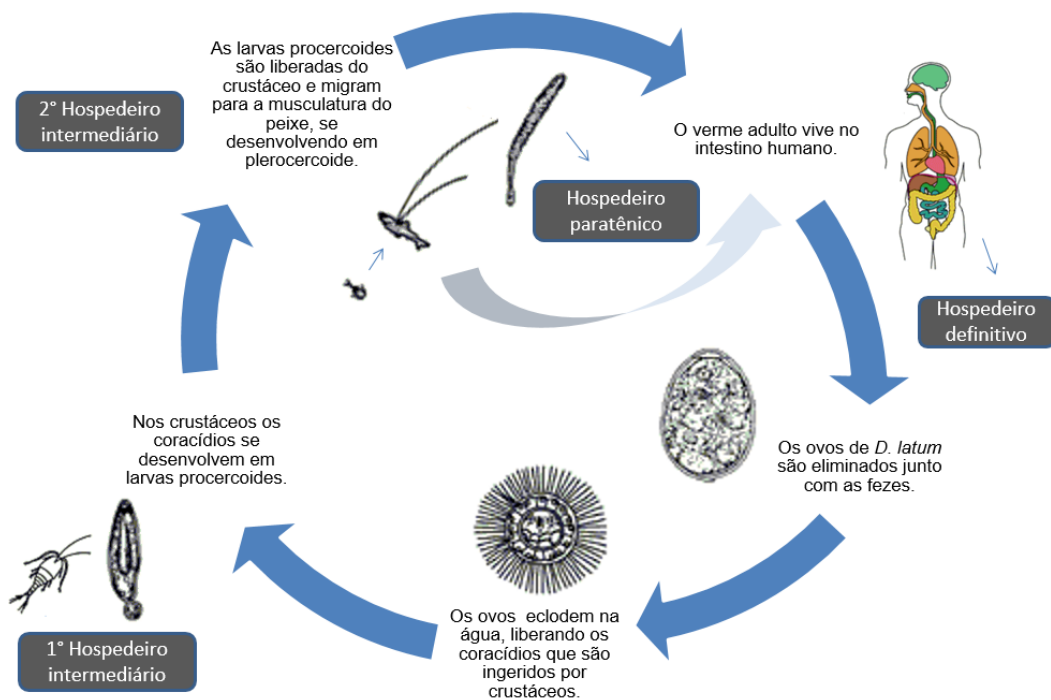 As larvas procercoides
são liberadas do
crustáceo e migram
para a musculatura do
peixe, se
desenvolvendo em
plerocercoide.
2° Hospedeiro
intermediário
Hospedeiro
paratênico
O verme adulto vive no
intestino humano.
Hospedeiro
definitivo
Os ovos de D. latum
são eliminados junto
com as fezes.
Os ovos eclodem na
água, liberando os
coracídios que são
ingeridos por
crustáceos.
Nos crustáceos os
coracídios se
desenvolvem em
larvas procercoides.
1° Hospedeiro
intermediário